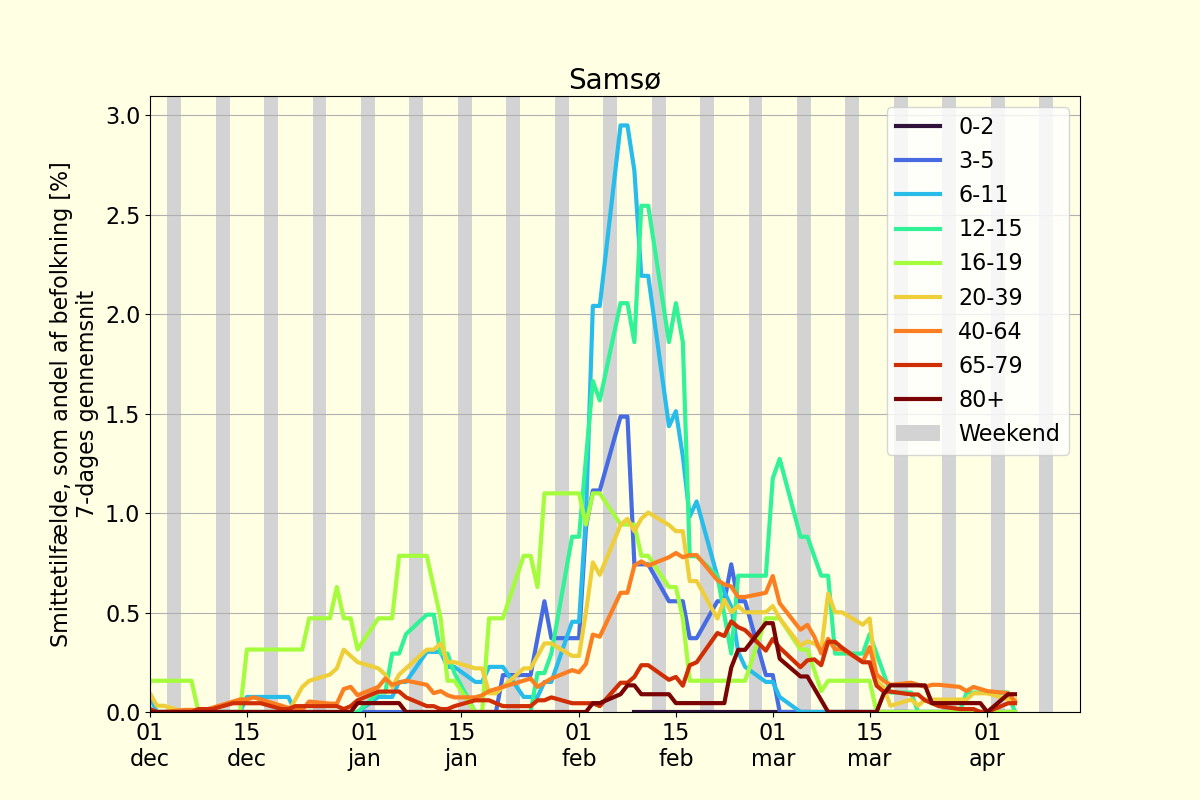 Samsø
Smittetilfælde, som andel af befolkning [%]
7-dages gennemsnit
3.0
2.5
2.0
1.5
1.0
0.5
0.0
01 dec
15 dec
01 jan
15 jan
01 feb
15 feb
01 mar
15 mar
01 apr
0-2
3-5
6-11
12-15
16-19
20-39
40-64
65-79
80+
Weekend